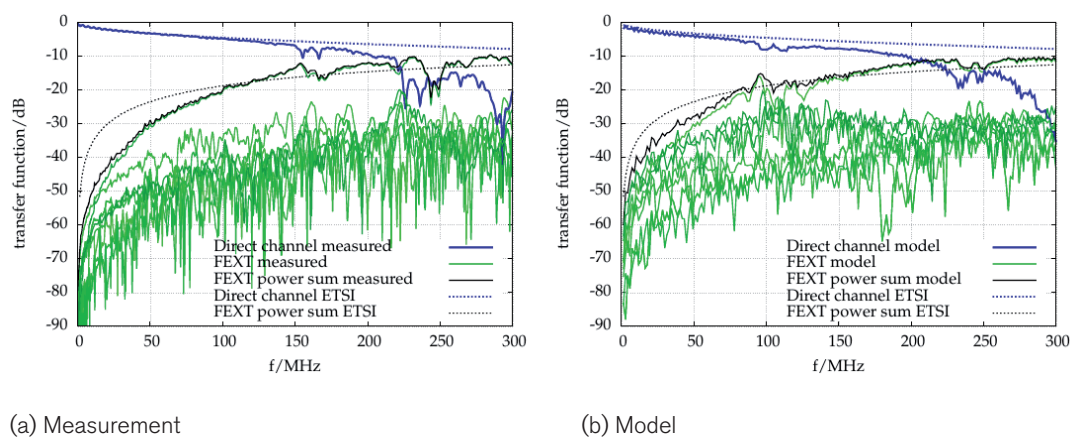 0
-10
-20
-30
-40
-50
-60
-70
-80
-90
transfer function/dB
Direct channel measured
FEXT measured
FEXT power sum measured
Direct channel ETSI
FEXT power sum ETSI
0 50 100 150 200 250 300
f/MHz
(a) Measurement
0
-10
-20
-30
-40
-50
-60
-70
-80
-90
transfer function/dB
Direct channel model
FEXT model
FEXT power sum model
Direct channel ETSI
FEXT power sum ETSI
0 50 100 150 200 250 300
f/MHz
(b) Model